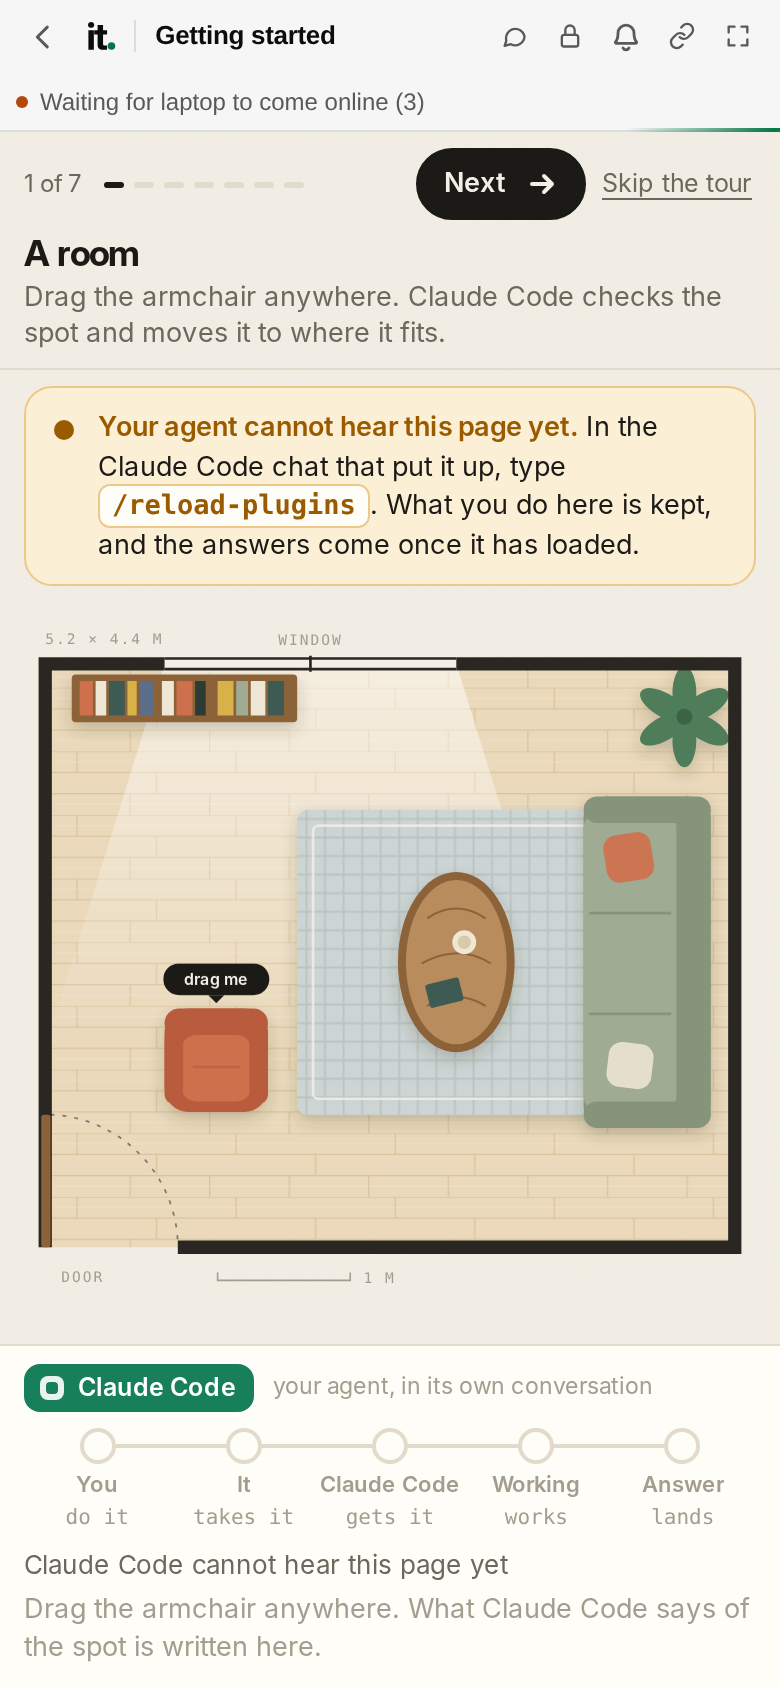 it.
Getting started
Waiting for laptop to come online (3)
1 of 7
Next
Skip the tour
A room
Drag the armchair anywhere. Claude Code checks the
spot and moves it to where it fits.
Your agent cannot hear this page yet. In the
Claude Code chat that put it up, type
/reload-plugins. What you do here is kept,
and the answers come once it has loaded.
5.2 × 4.4 M
WINDOW
drag me
DOOR
1 M
Claude Code
your agent, in its own conversation
You
do it
It
takes it
Claude Code
gets it
Working
works
Answer
lands
Claude Code cannot hear this page yet
Drag the armchair anywhere. What Claude Code says of
the spot is written here.